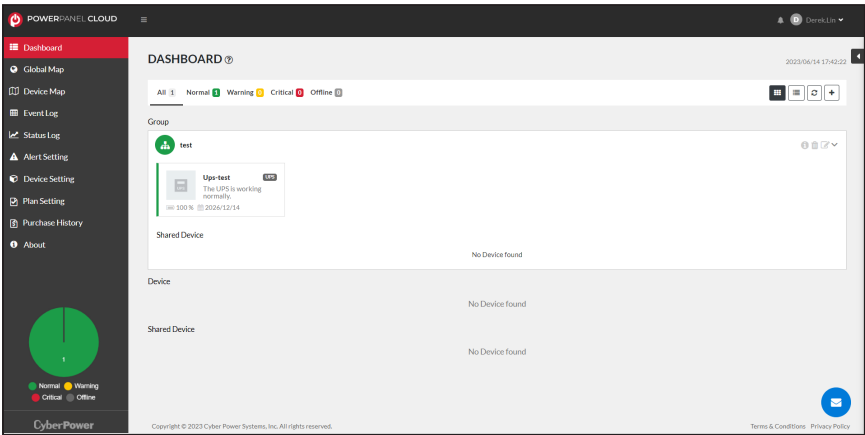 POWERPANEL CLOUD
D Derek.Lin
Dashboard
Global Map
Device Map
Event Log
Status Log
Alert Setting
Device Setting
Plan Setting
Purchase History
About
1
Normal Warning
Critical Offline
CyberPower
DASHBOARD
2023/06/14 17:42:22
All 1 Normal 1 Warning 0 Critical 0 Offline 0
Group
test
Ups-test UPS
The UPS is working
normally.
100 % 2026/12/14
Shared Device
No Device found
Device
No Device found
Shared Device
No Device found
Copyright © 2023 Cyber Power Systems, Inc. All rights reserved.
Terms & Conditions Privacy Policy